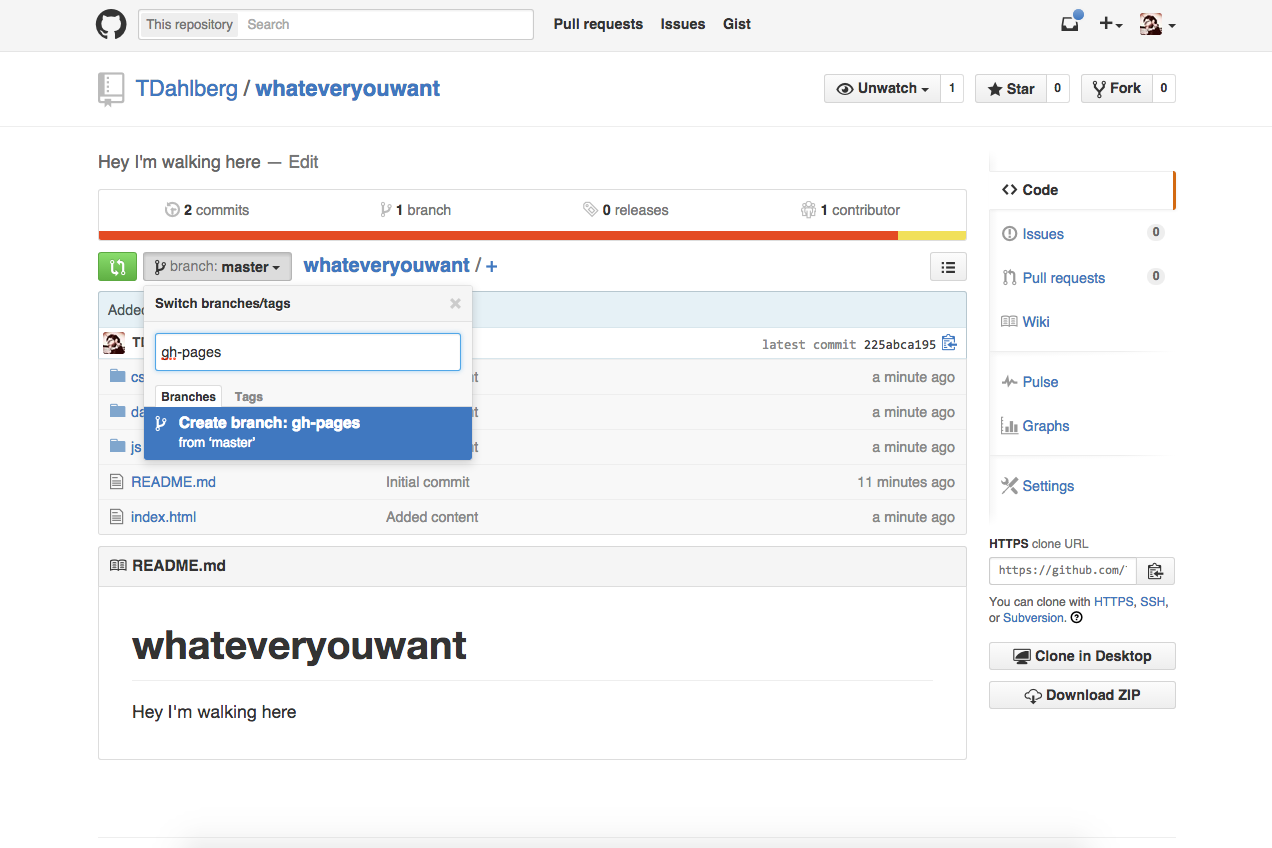 This repository Search Pull requests Issues Gist
TDahlberg / whateveryouwant
Unwatch 1 Star 0 Fork 0
Hey I'm walking here — Edit
2 commits 1 branch 0 releases 1 contributor
branch: master whateveryouwant / +
Switch branches/tags
gh-pages
Branches Tags
Create branch: gh-pages
from 'master'
latest commit 225abca195
a minute ago
a minute ago
js a minute ago
README.md Initial commit 11 minutes ago
index.html Added content a minute ago
README.md
whateveryouwant
Hey I'm walking here
Code
Issues 0
Pull requests 0
Wiki
Pulse
Graphs
Settings
HTTPS clone URL
https://github.com/
You can clone with HTTPS, SSH,
or Subversion.
Clone in Desktop
Download ZIP